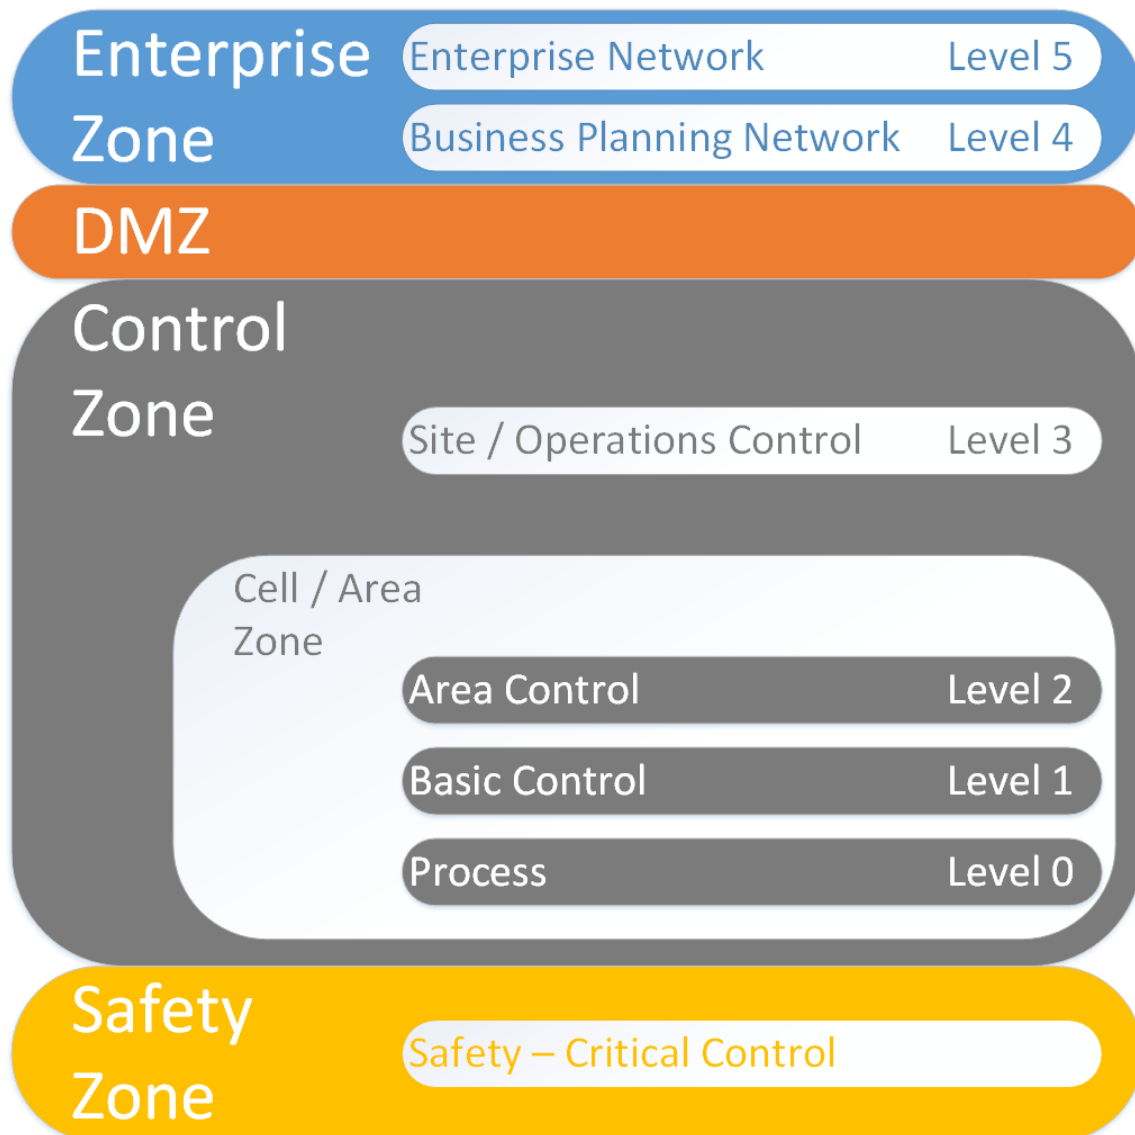 Enterprise
Zone
Enterprise Network Level 5
Business Planning Network Level 4
DMZ
Control
Zone
Site / Operations Control Level 3
Cell / Area
Zone
Area Control Level 2
Basic Control Level 1
Process Level 0
Safety
Zone
Safety – Critical Control